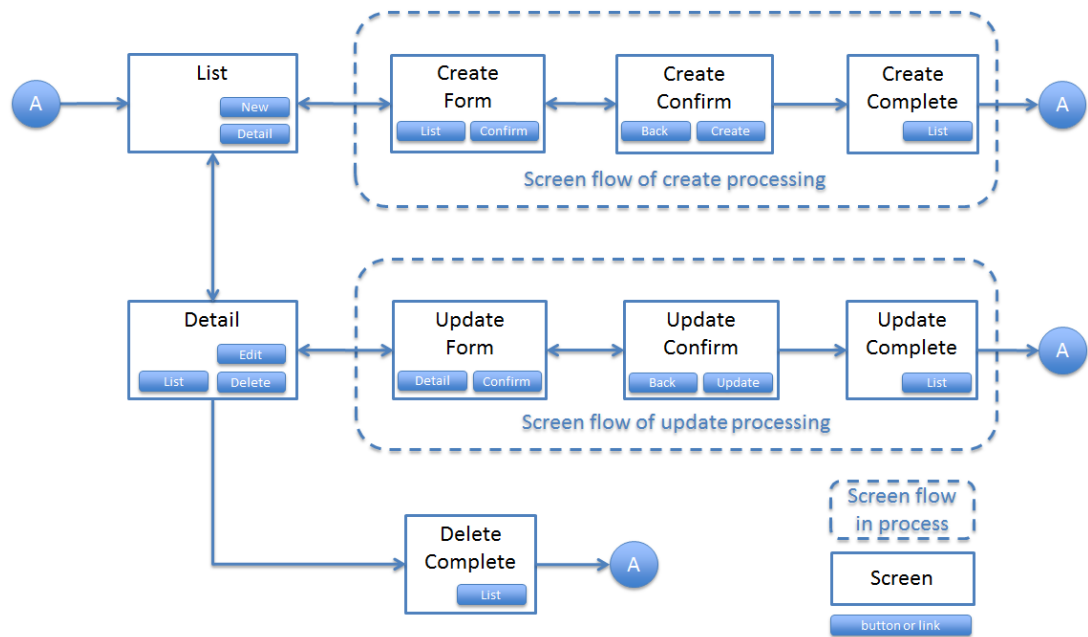 A
List
New
Detail
Create
Form
List
Confirm
Create
Confirm
Back
Create
Create
Complete
List
A
Screen flow of create processing
Detail
Edit
List
Delete
Update
Form
Detail
Confirm
Update
Confirm
Back
Update
Update
Complete
List
A
Screen flow of update processing
Delete
Complete
List
A
Screen flow
in process
Screen
button or link